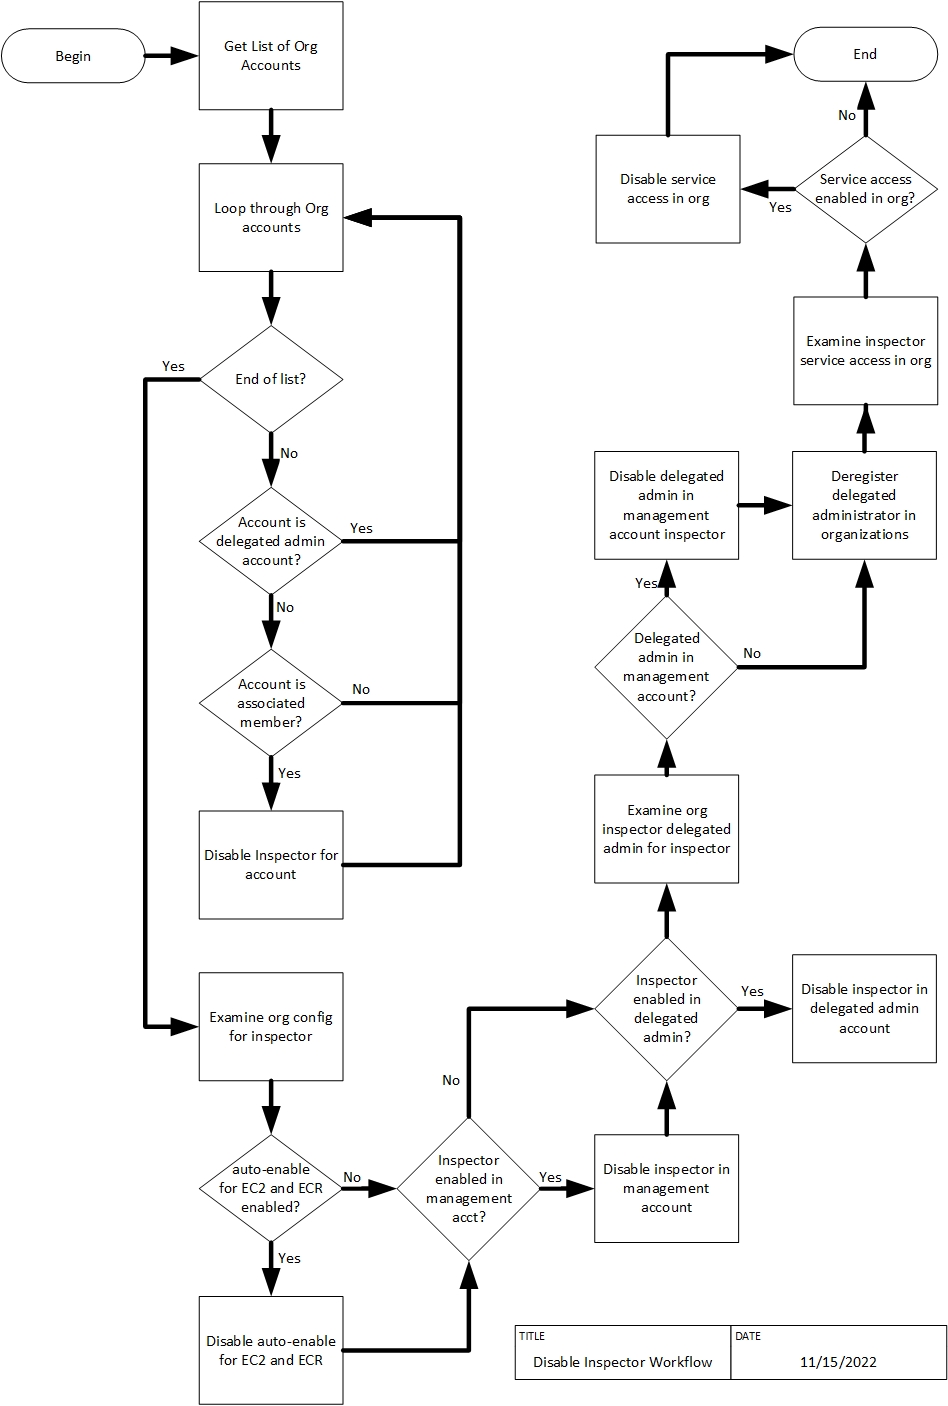 Begin
Get List of Org
Accounts
Loop through Org
accounts
End of list?
Yes
No
Account is
delegated admin
account?
Yes
No
Account is
associated
member?
No
Yes
Disable Inspector for
account
Examine org config
for inspector
auto-enable
for EC2 and ECR
enabled?
No
Yes
Disable auto-enable
for EC2 and ECR
Inspector
enabled in
management
acct?
No
Yes
Disable inspector in
management
account
Inspector
enabled in
delegated
admin?
Yes
Disable inspector in
delegated admin
account
Examine org
inspector delegated
admin for inspector
Delegated
admin in
management
account?
Yes
No
Disable delegated
admin in
management
account inspector
Deregister
delegated
administrator in
organizations
Examine inspector
service access in org
Service access
enabled in org?
Yes
No
Disable service
access in org
End
TITLE
Disable Inspector Workflow
DATE
11/15/2022